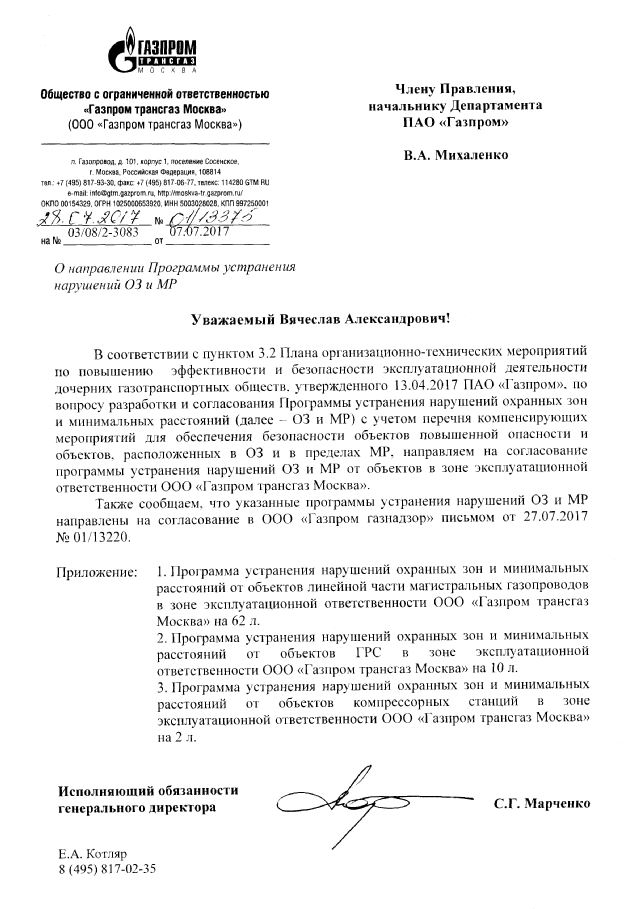 ГАЗПРОМ
ТРАНСГАЗ
МОСКВА
Общество с ограниченной ответственностью
«Газпром трансгаз Москва»
(ООО «Газпром трансгаз Москва»)
п. Газопровод, д. 101, корпус 1, поселение Сосенское,
г. Москва, Российская Федерация, 108814
тел.: +7 (495) 817-93-30, факс: +7 (495) 817-06-77, телекс: 114280 GTM RU
e-mail: info@gtm.gazprom.ru, http://moskva-tr.gazprom.ru/
ОКПО 00154329, ОГРН 1025000653920, ИНН 5003028028, КПП 997250001
28.07.2017 № 01/13375
на № 03/08/2-3083 от 07.07.2017
Члену Правления,
начальнику Департамента
ПАО «Газпром»
В.А. Михаленко
О направлении Программы устранения
нарушений ОЗ и МР
Уважаемый Вячеслав Александрович!
В соответствии с пунктом 3.2 Плана организационно-технических мероприятий
по повышению эффективности и безопасности эксплуатационной деятельности
дочерних газотранспортных обществ, утвержденного 13.04.2017 ПАО «Газпром», по
вопросу разработки и согласования Программы устранения нарушений охранных зон
и минимальных расстояний (далее – ОЗ и МР) с учетом перечня компенсирующих
мероприятий для обеспечения безопасности объектов повышенной опасности и
объектов, расположенных в ОЗ и в пределах МР, направляем на согласование
программы устранения нарушений ОЗ и МР от объектов в зоне эксплуатационной
ответственности ООО «Газпром трансгаз Москва».
Также сообщаем, что указанные программы устранения нарушений ОЗ и МР
направлены на согласование в ООО «Газпром газнадзор» письмом от 27.07.2017
№ 01/13220.
Приложение: 1. Программа устранения нарушений охранных зон и минимальных
расстояний от объектов линейной части магистральных газопроводов
в зоне эксплуатационной ответственности ООО «Газпром трансгаз
Москва» на 62 л.
2. Программа устранения нарушений охранных зон и минимальных
расстояний от объектов ГРС в зоне эксплуатационной
ответственности ООО «Газпром трансгаз Москва» на 10 л.
3. Программа устранения нарушений охранных зон и минимальных
расстояний от объектов компрессорных станций в зоне
эксплуатационной ответственности ООО «Газпром трансгаз Москва»
на 2 л.
Исполняющий обязанности
генерального директора С.Г. Марченко
Е.А. Котляр
8 (495) 817-02-35